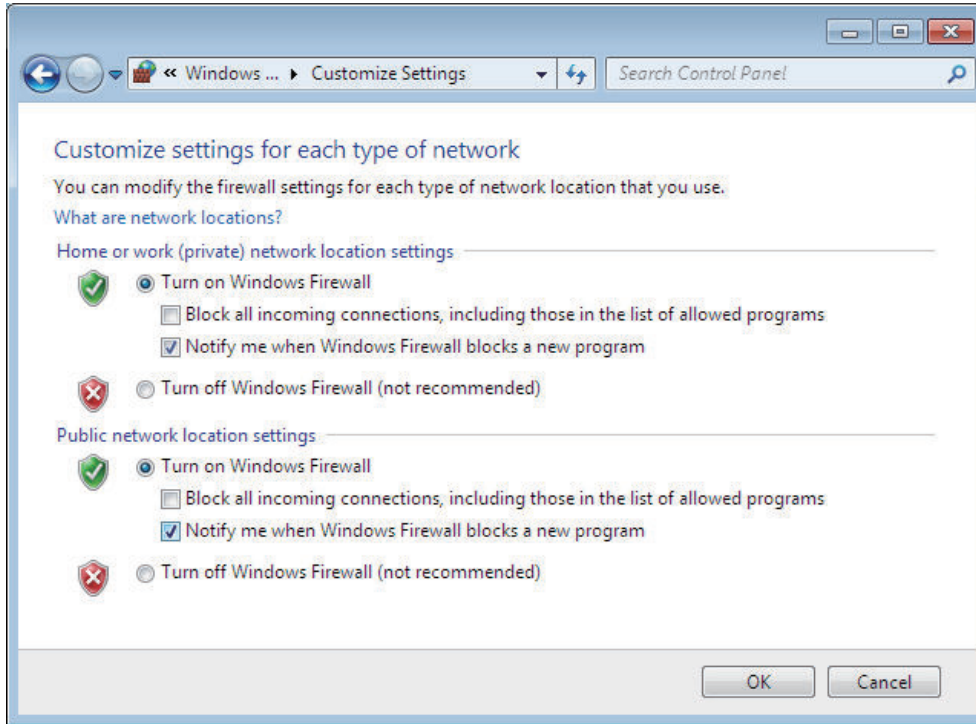 « Windows ... ▸ Customize Settings
Search Control Panel
Customize settings for each type of network
You can modify the firewall settings for each type of network location that you use.
What are network locations?
Home or work (private) network location settings
Turn on Windows Firewall
Block all incoming connections, including those in the list of allowed programs
Notify me when Windows Firewall blocks a new program
Turn off Windows Firewall (not recommended)
Public network location settings
Turn on Windows Firewall
Block all incoming connections, including those in the list of allowed programs
Notify me when Windows Firewall blocks a new program
Turn off Windows Firewall (not recommended)
OK
Cancel